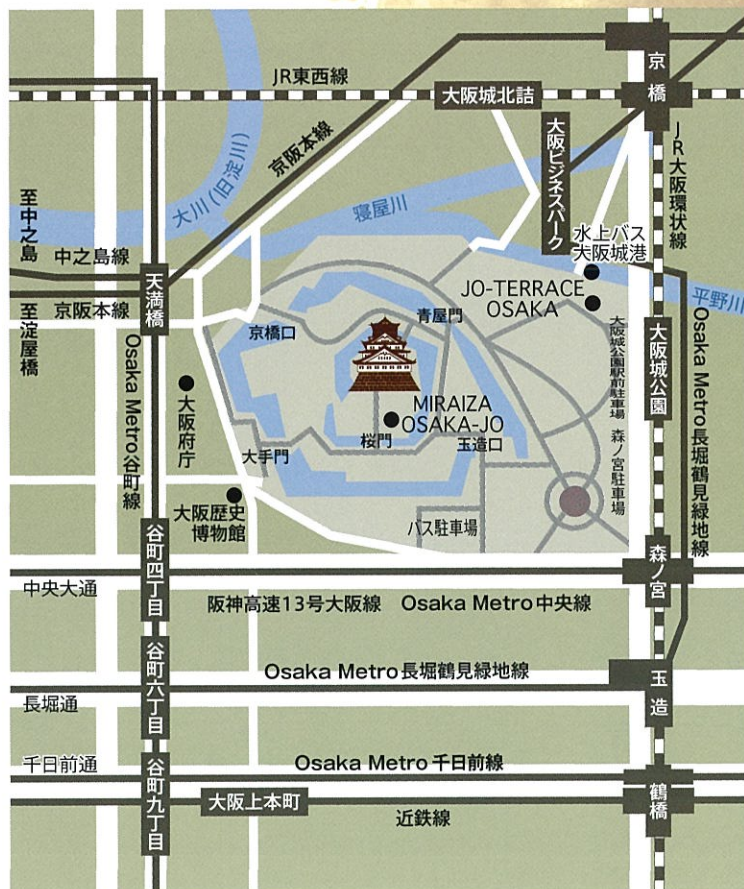 京橋
JR東西線
大阪城北詰
京阪本線
大川(旧淀川)
大阪ビジネスパーク
JR大阪環状線
寝屋川
至中之島
中之島線
天満橋
京阪本線
至淀屋橋
水上バス
大阪城港
平野川
JO-TERRACE
OSAKA
青屋門
京橋口
大阪城公園
大阪城公園駅前駐車場
森ノ宮駐車場
Osaka Metro長堀鶴見緑地線
Osaka Metro谷町線
大阪府庁
MIRAIZA
OSAKA-JO
桜門
玉造口
大手門
大阪歴史
博物館
バス駐車場
谷町四丁目
森ノ宮
中央大通
阪神高速13号大阪線 Osaka Metro中央線
谷町六丁目
Osaka Metro長堀鶴見緑地線
玉造
長堀通
千日前通
Osaka Metro千日前線
谷町九丁目
大阪上本町
近鉄線
鶴橋